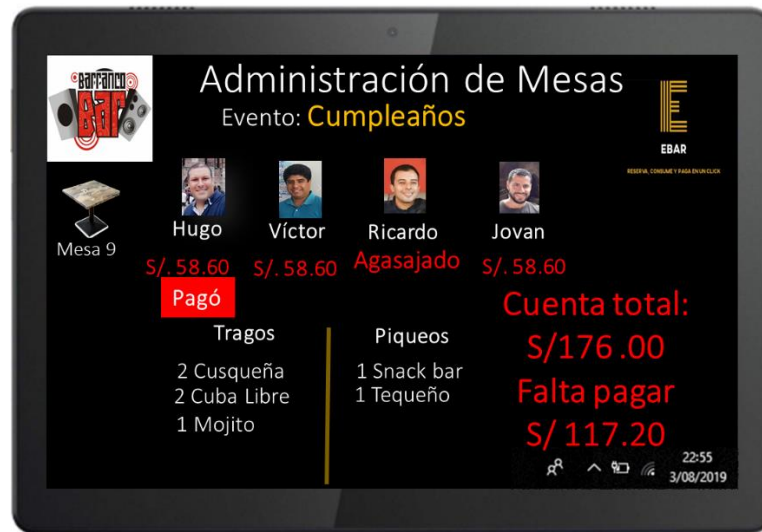 Barranco
Bar
Administración de Mesas
Evento: Cumpleaños
E
EBAR
RESERVA, CONSUME Y PAGA EN UN CLICK
Mesa 9
Hugo
Víctor
Ricardo
Jovan
S/. 58.60
S/. 58.60
Agasajado
S/. 58.60
Pagó
Tragos
2 Cusqueña
2 Cuba Libre
1 Mojito
Piqueos
1 Snack bar
1 Tequeño
Cuenta total:
S/176 .00
Falta pagar
S/ 117.20
22:55
3/08/2019